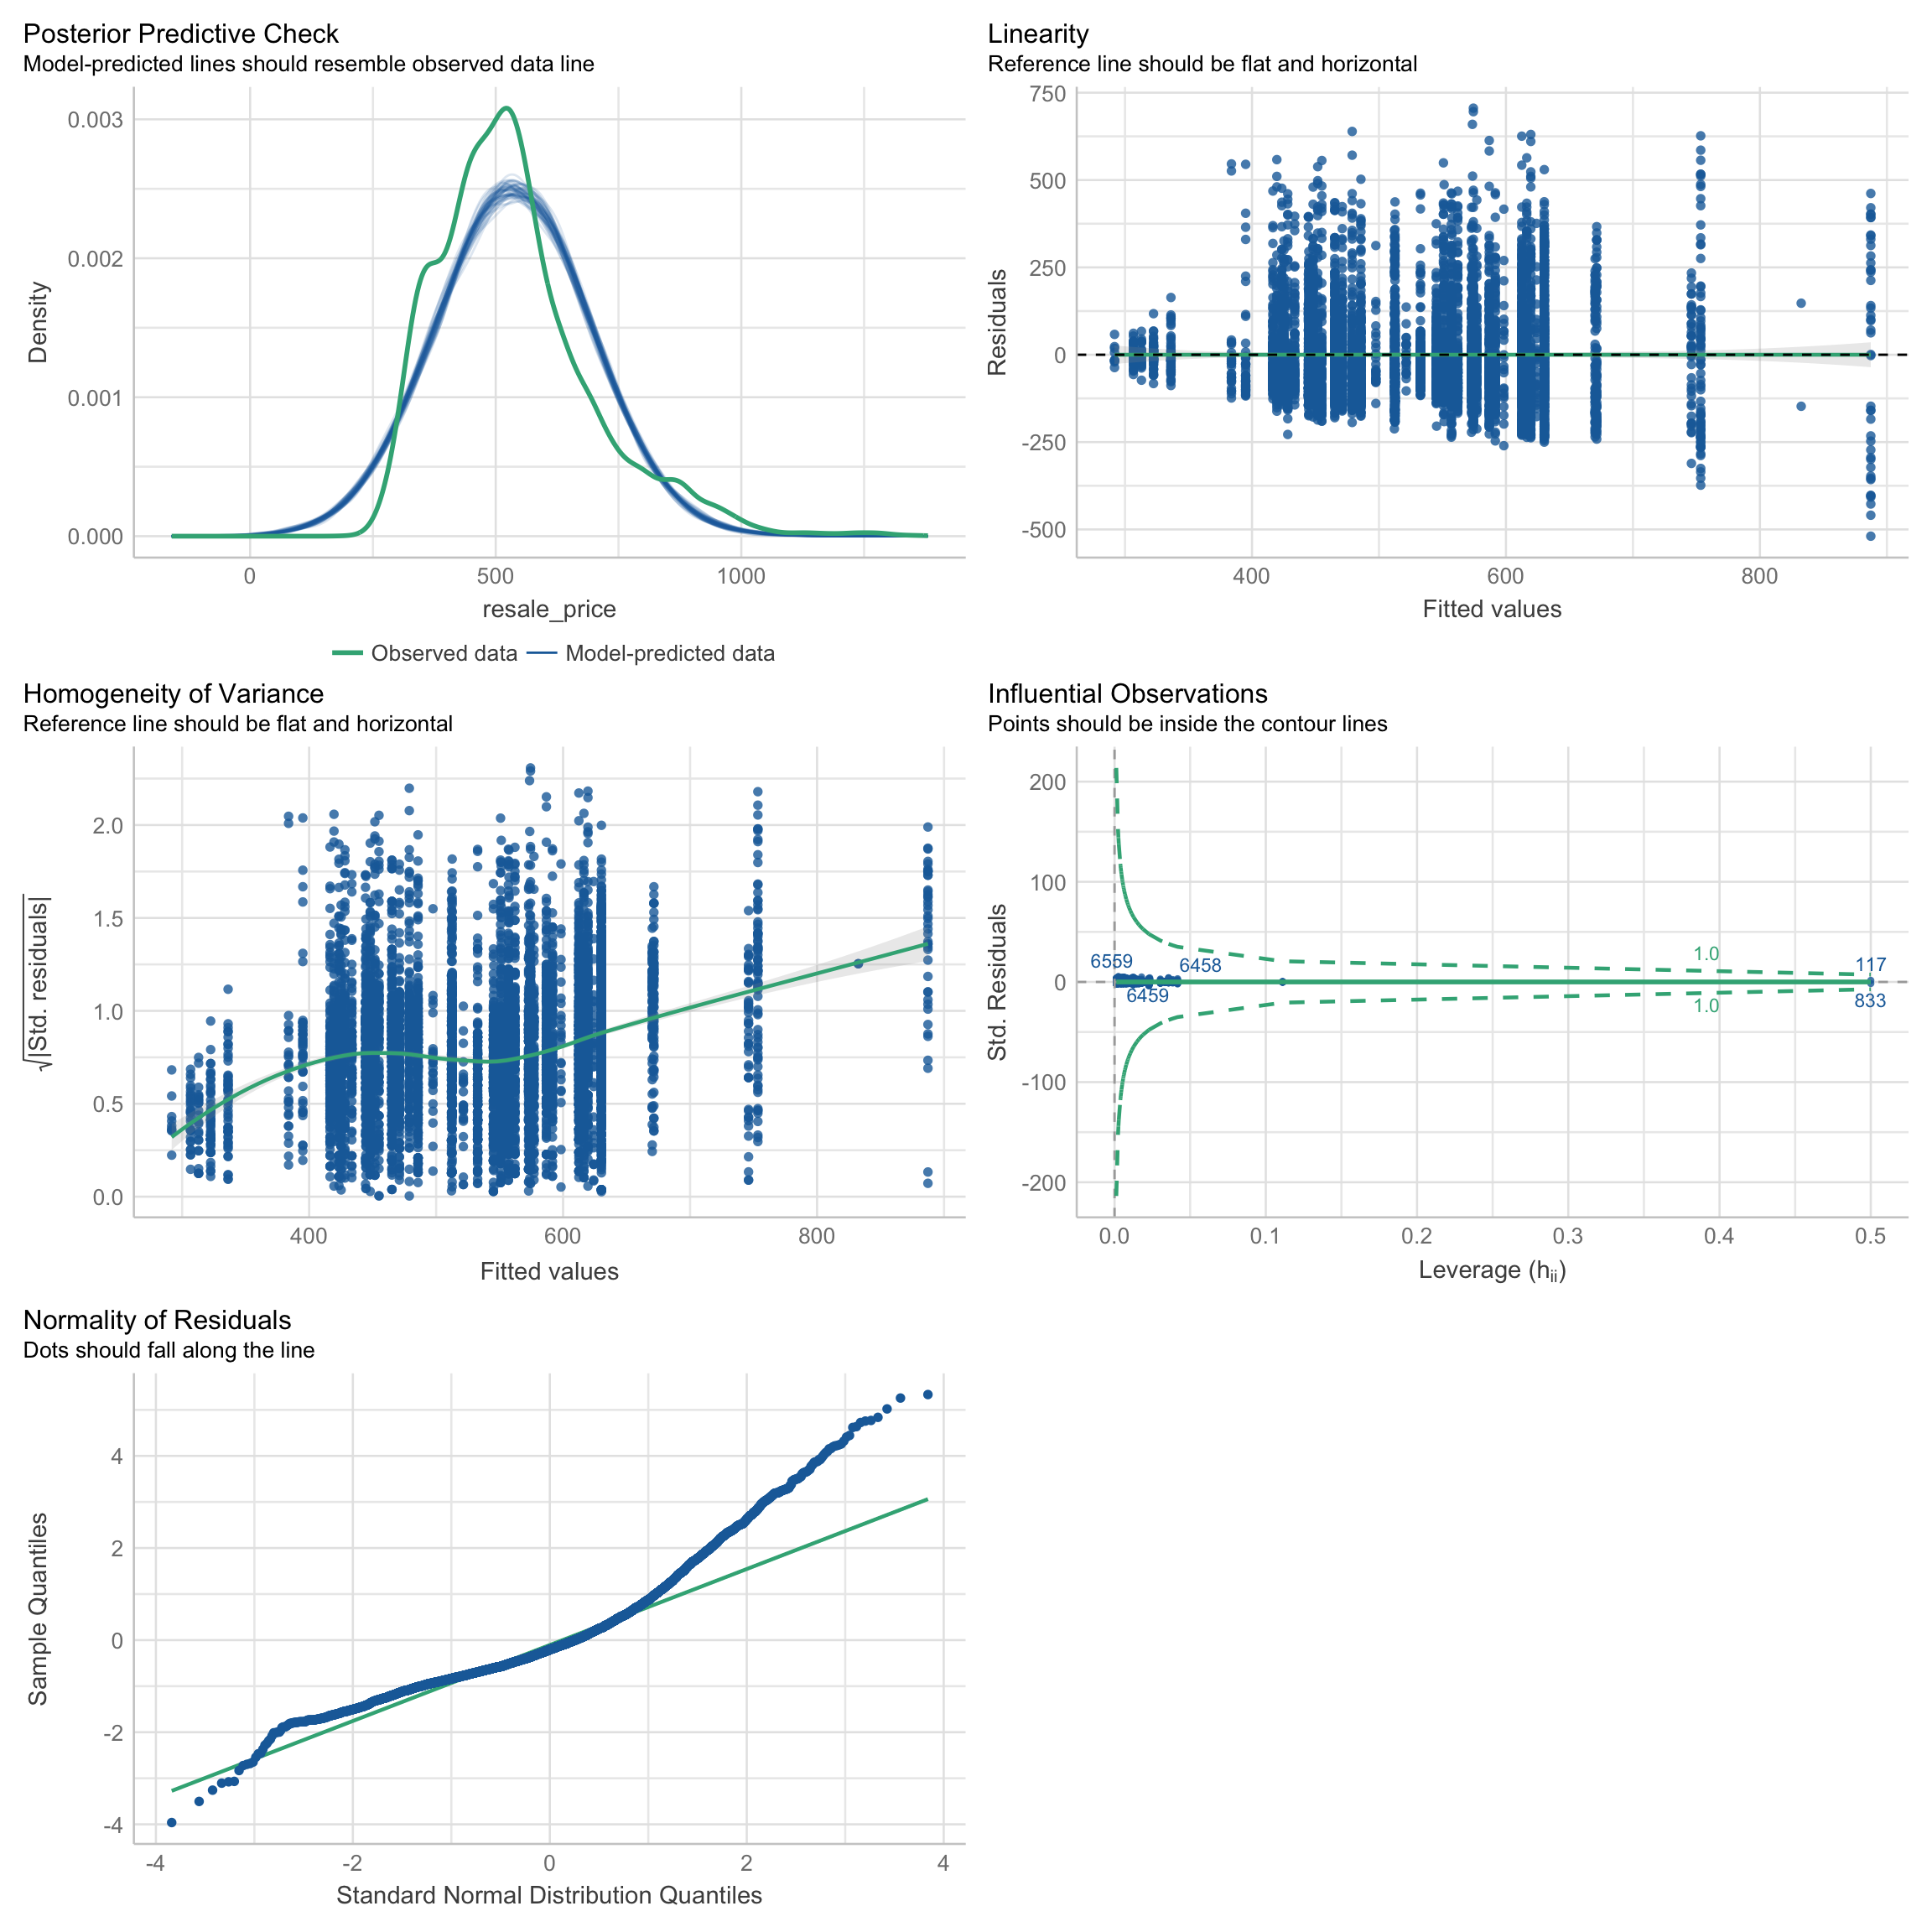 Posterior Predictive Check
Model-predicted lines should resemble observed data line
0.003
0.002
0.001
0.000
Density
0
500
1000
resale_price
Observed data
Model-predicted data
Linearity
Reference line should be flat and horizontal
750
500
250
0
-250
-500
Residuals
400
600
800
Fitted values
Homogeneity of Variance
Reference line should be flat and horizontal
2.0
1.5
1.0
0.5
0.0
√|Std. residuals|
400
600
800
Fitted values
Influential Observations
Points should be inside the contour lines
200
100
0
-100
-200
Std. Residuals
6559
6458
6459
1.0
1.0
117
833
0.0
0.1
0.2
0.3
0.4
0.5
Leverage (hᵢᵢ)
Normality of Residuals
Dots should fall along the line
4
2
0
-2
-4
Sample Quantiles
-4
-2
0
2
4
Standard Normal Distribution Quantiles